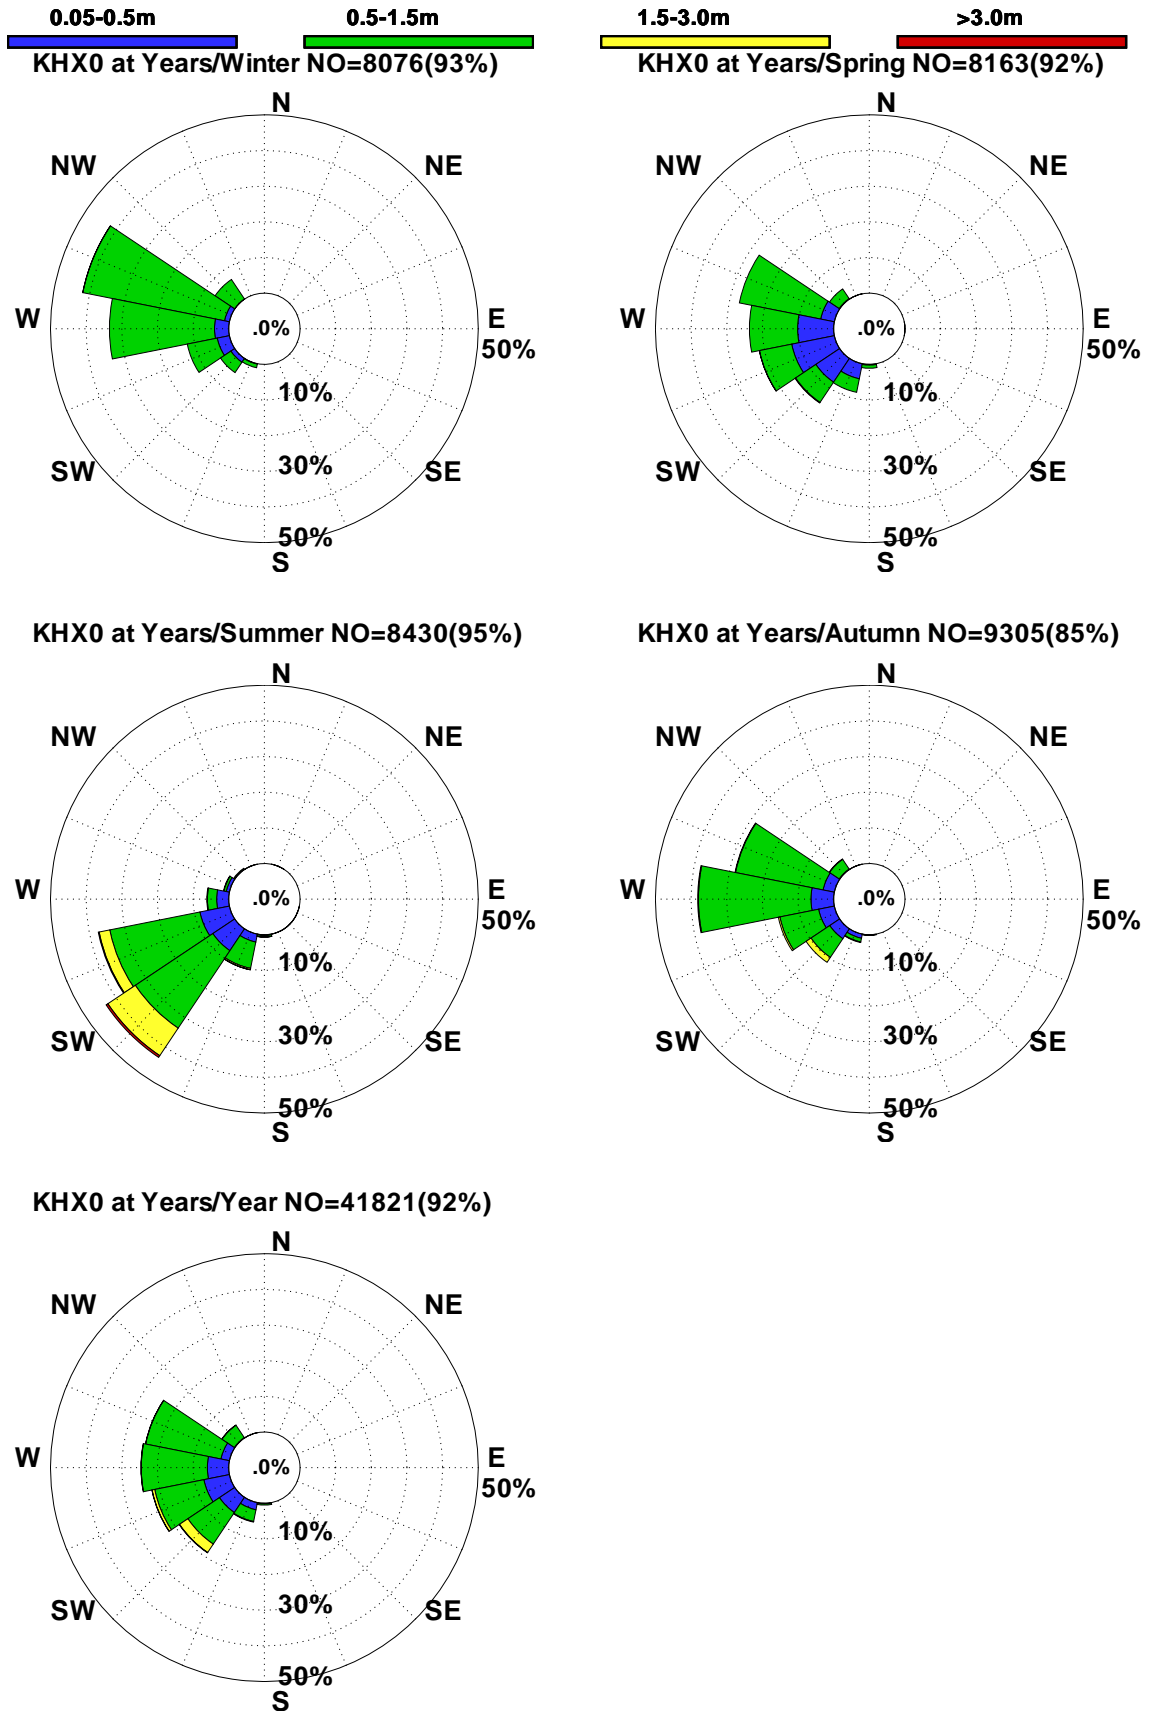 0.05-0.5m 0.5-1.5m 1.5-3.0m >3.0m
KHX0 at Years/Winter NO=8076(93%)
N
NW NE
W .0% E
50%
10%
SW 30% SE
50%
S
KHX0 at Years/Spring NO=8163(92%)
N
NW NE
W .0% E
50%
10%
SW 30% SE
50%
S
KHX0 at Years/Summer NO=8430(95%)
N
NW NE
W .0% E
50%
10%
SW 30% SE
50%
S
KHX0 at Years/Autumn NO=9305(85%)
N
NW NE
W .0% E
50%
10%
SW 30% SE
50%
S
KHX0 at Years/Year NO=41821(92%)
N
NW NE
W .0% E
50%
10%
SW 30% SE
50%
S